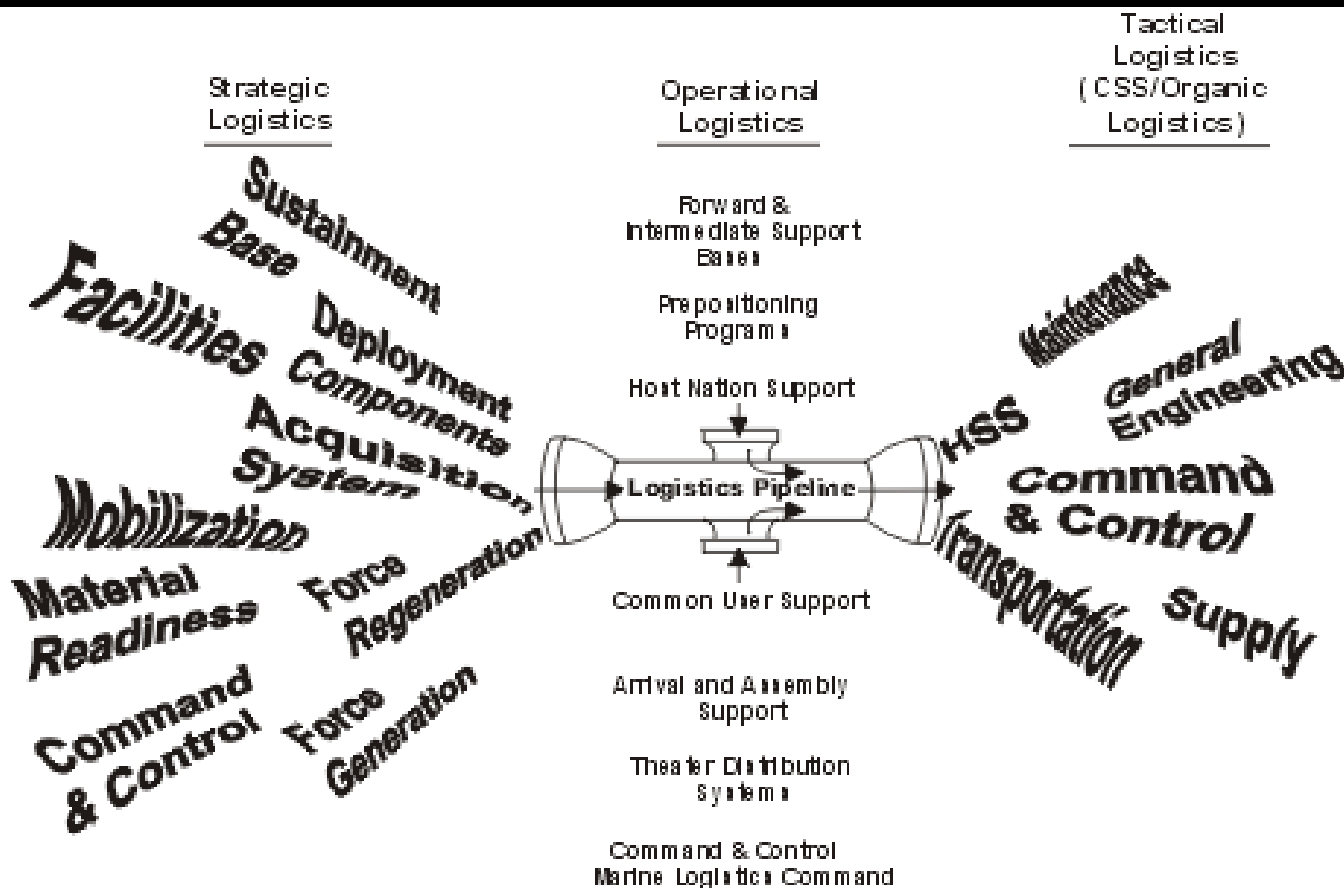 Strategic
Logistics
Sustainment
Base
Facilities
Deployment
Components
Acquisition
System
Mobilization
Material
Readiness
Force
Regeneration
Command
& Control
Force
Generation
Operational
Logistics
Forward &
Intermediate Support
Bases
Prepositioning
Programs
Host Nation Support
Logistics Pipeline
Common User Support
Arrival and Assembly
Support
Theater Distribution
Systems
Command & Control
Marine Logistics Command
Tactical
Logistics
(CSS/Organic
Logistics)
Maintenance
General
Engineering
HSS
Command
& Control
Transportation
Supply